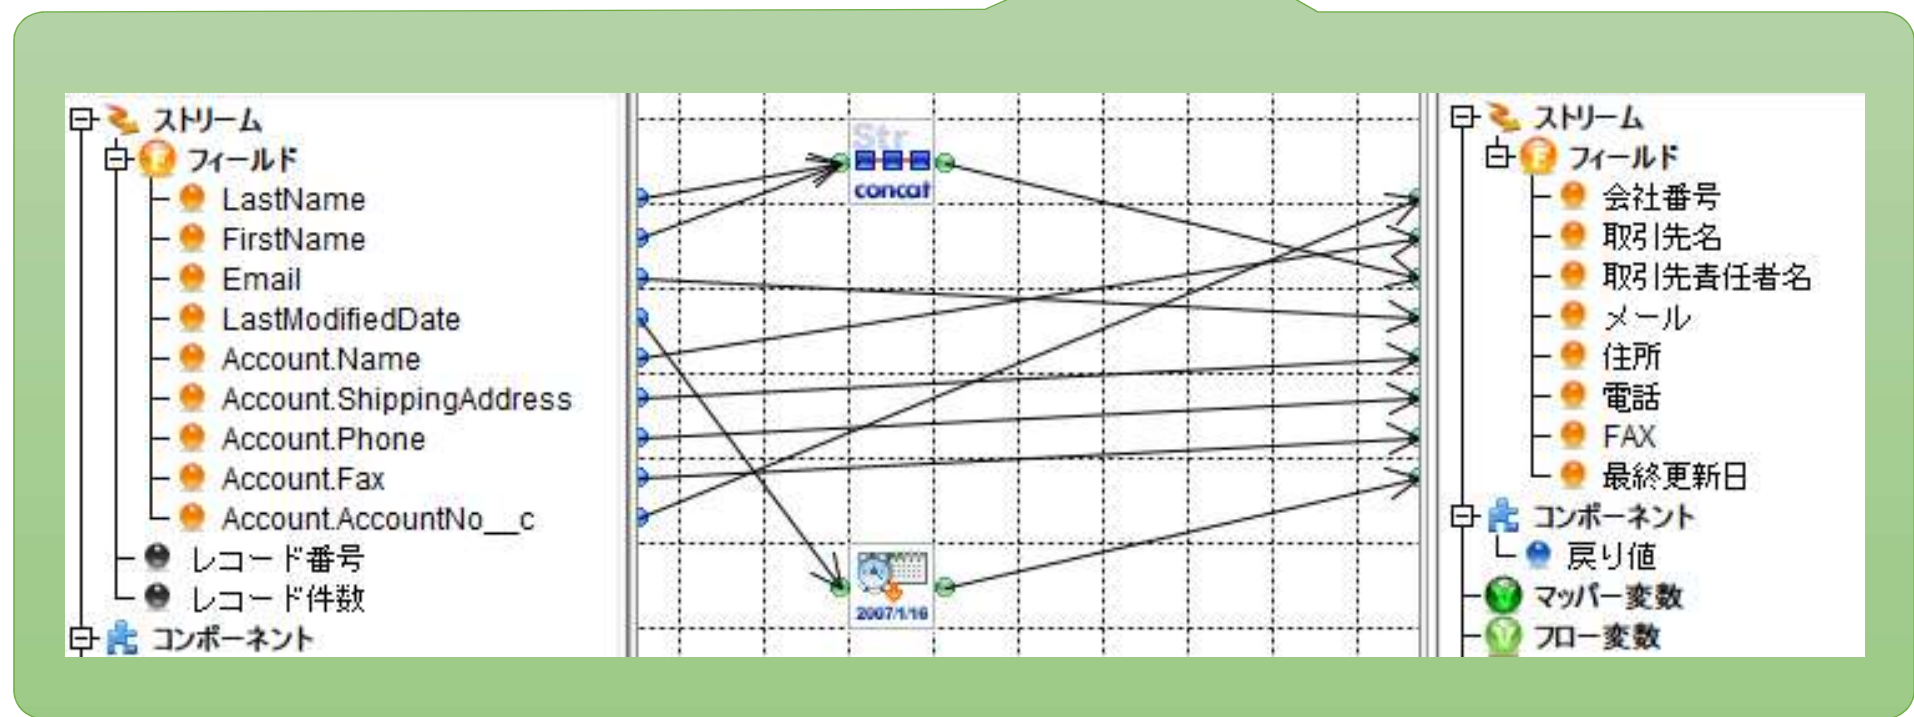 ストリーム
フィールド
LastName
FirstName
Email
LastModifiedDate
Account.Name
Account.ShippingAddress
Account.Phone
Account.Fax
Account.AccountNo__c
レコード番号
レコード件数
コンポーネント
Str
concat
2007/1/16
ストリーム
フィールド
会社番号
取引先名
取引先責任者名
メール
住所
電話
FAX
最終更新日
コンポーネント
戻り値
マッパー変数
フロー変数